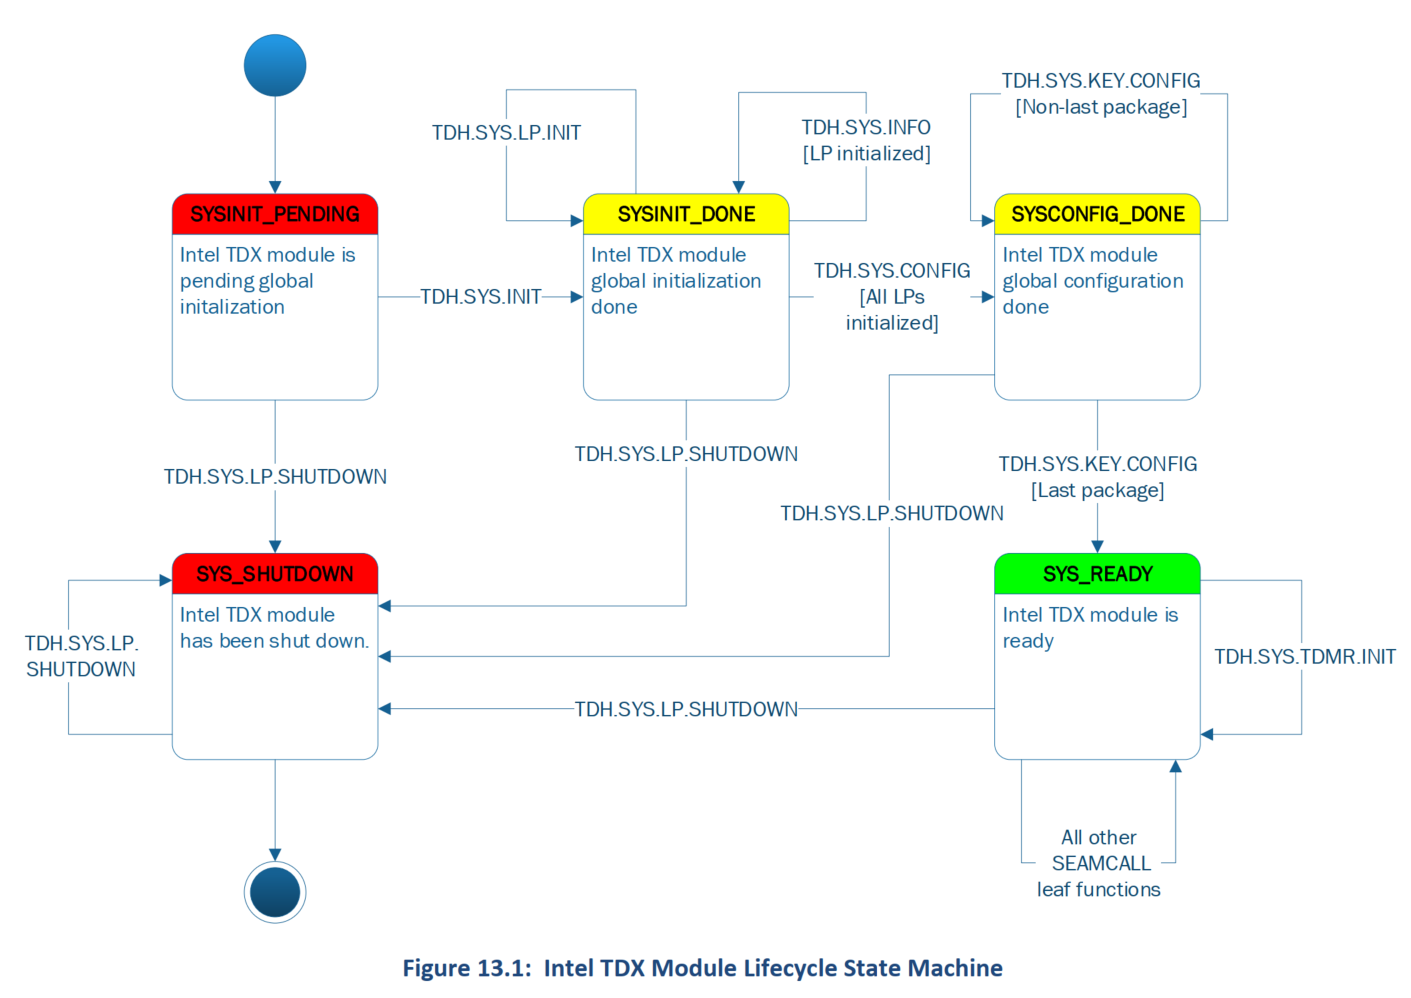 TDH.SYS.KEY.CONFIG
[Non-last package]
TDH.SYS.LP.INIT
TDH.SYS.INFO
[LP initialized]
SYSINIT_PENDING
Intel TDX module is
pending global
initalization
SYSINIT_DONE
Intel TDX module
global initialization
done
SYSCONFIG_DONE
Intel TDX module
global configuration
done
TDH.SYS.INIT
TDH.SYS.CONFIG
[All LPs
initialized]
TDH.SYS.LP.SHUTDOWN
TDH.SYS.LP.SHUTDOWN
TDH.SYS.LP.SHUTDOWN
TDH.SYS.KEY.CONFIG
[Last package]
SYS_SHUTDOWN
Intel TDX module
has been shut down.
SYS_READY
Intel TDX module is
ready
TDH.SYS.LP.
SHUTDOWN
TDH.SYS.TDMR.INIT
TDH.SYS.LP.SHUTDOWN
All other
SEAMCALL
leaf functions
Figure 13.1: Intel TDX Module Lifecycle State Machine